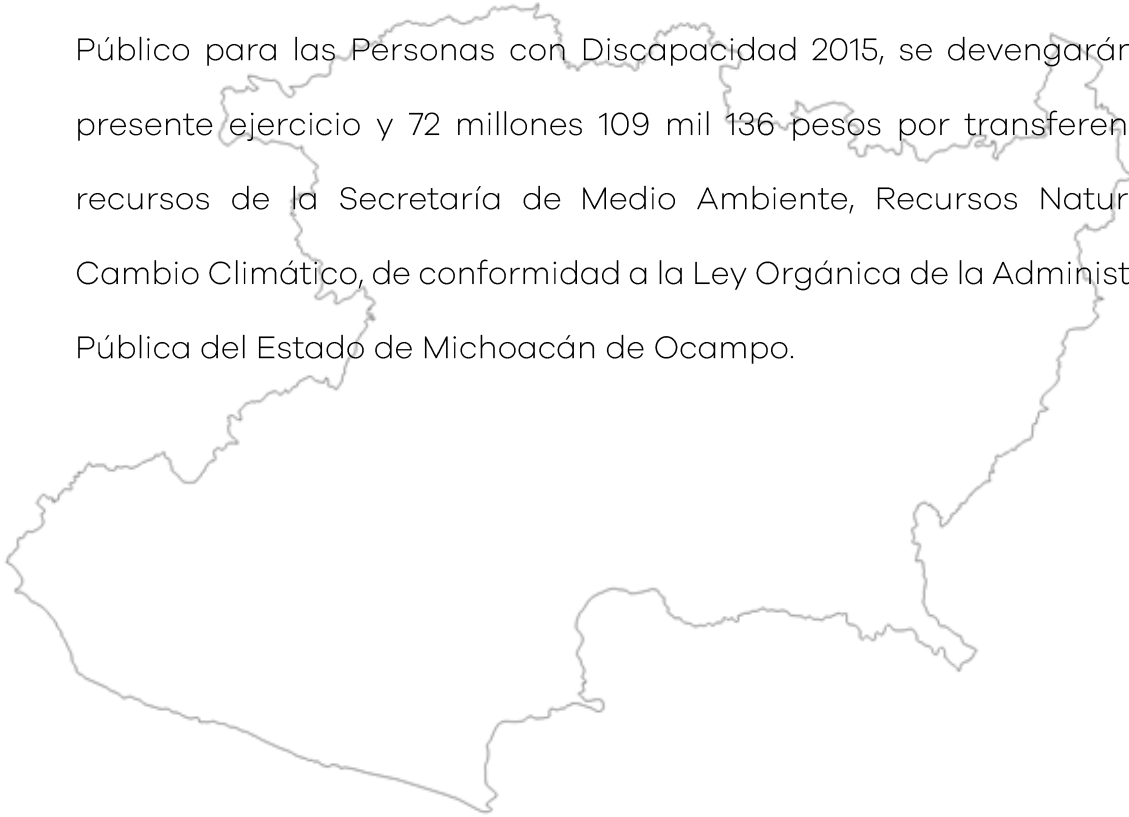 Público para las Personas con Discapacidad 2015, se devengarár
presente ejercicio y 72 millones 109 mil 136 pesos por transferen
recursos de la Secretaría de Medio Ambiente, Recursos Natur
Cambio Climático, de conformidad a la Ley Orgánica de la Administ
Pública del Estado de Michoacán de Ocampo.